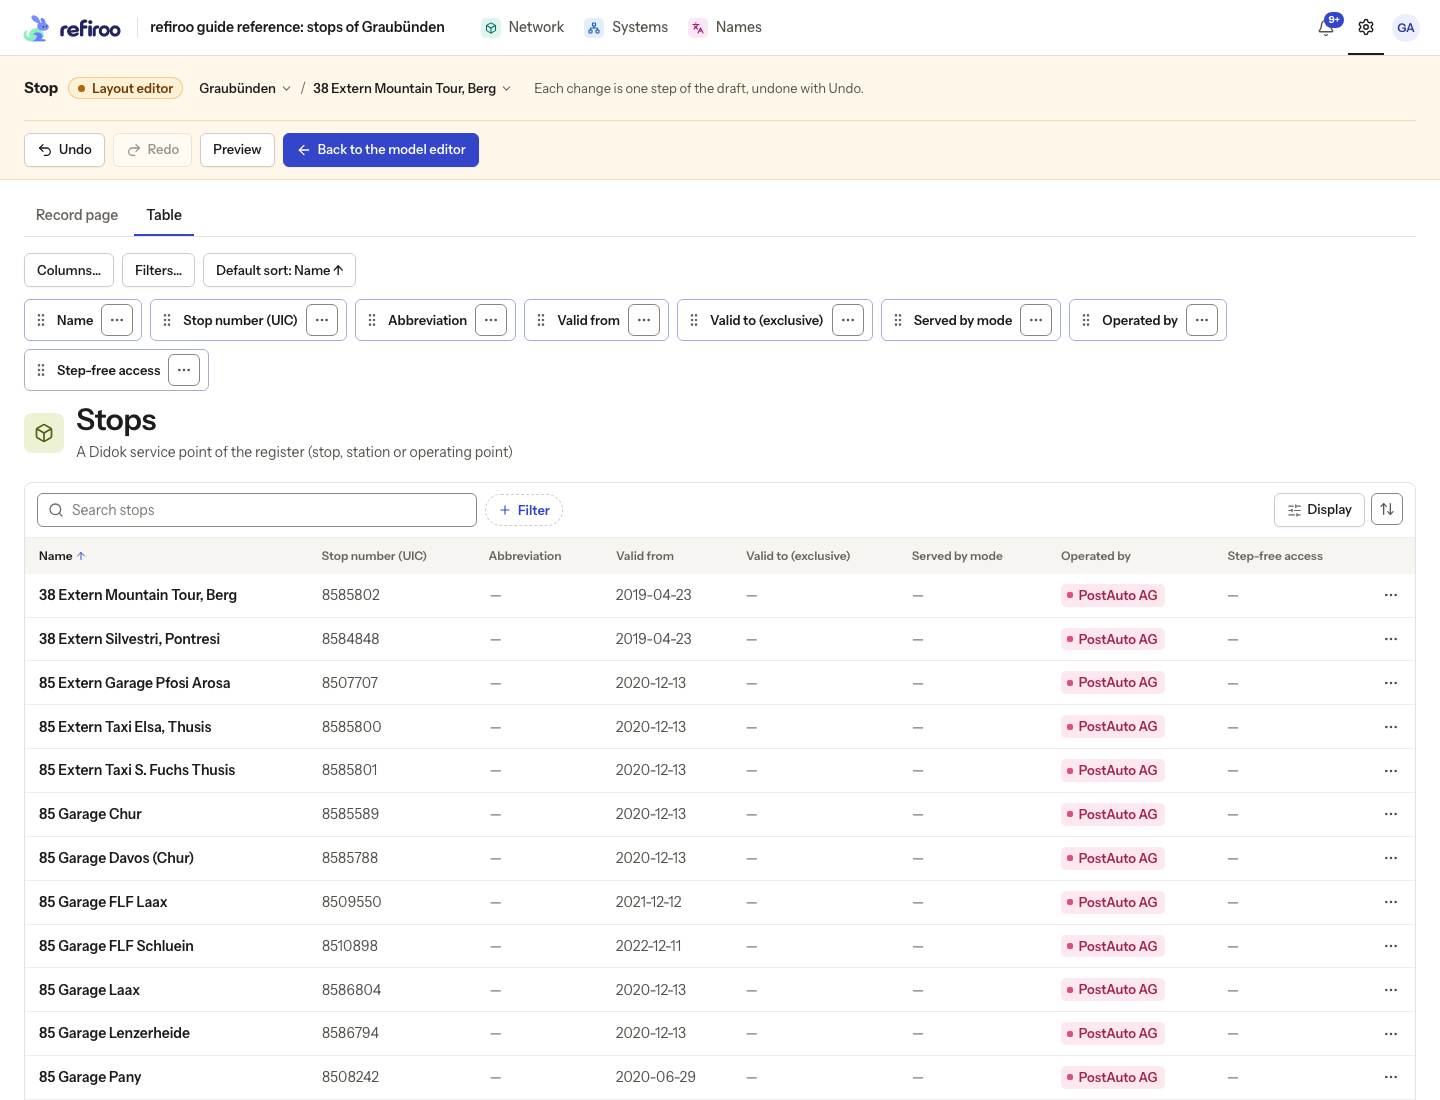 refiroo
refiroo guide reference: stops of Graubünden
Network
Systems
Names
9+
GA
Stop
Layout editor
Graubünden / 38 Extern Mountain Tour, Berg
Each change is one step of the draft, undone with Undo.
Undo
Redo
Preview
Back to the model editor
Record page
Table
Columns...
Filters...
Default sort: Name ↑
Name ...
Stop number (UIC) ...
Abbreviation ...
Valid from ...
Valid to (exclusive) ...
Served by mode ...
Operated by ...
Step-free access ...
Stops
A Didok service point of the register (stop, station or operating point)
Search stops
+ Filter
Display
Name ↑ Stop number (UIC) Abbreviation Valid from Valid to (exclusive) Served by mode Operated by Step-free access
38 Extern Mountain Tour, Berg 8585802 — 2019-04-23 — — PostAuto AG — ...
38 Extern Silvestri, Pontresi 8584848 — 2019-04-23 — — PostAuto AG — ...
85 Extern Garage Pfosi Arosa 8507707 — 2020-12-13 — — PostAuto AG — ...
85 Extern Taxi Elsa, Thusis 8585800 — 2020-12-13 — — PostAuto AG — ...
85 Extern Taxi S. Fuchs Thusis 8585801 — 2020-12-13 — — PostAuto AG — ...
85 Garage Chur 8585589 — 2020-12-13 — — PostAuto AG — ...
85 Garage Davos (Chur) 8585788 — 2020-12-13 — — PostAuto AG — ...
85 Garage FLF Laax 8509550 — 2021-12-12 — — PostAuto AG — ...
85 Garage FLF Schluein 8510898 — 2022-12-11 — — PostAuto AG — ...
85 Garage Laax 8586804 — 2020-12-13 — — PostAuto AG — ...
85 Garage Lenzerheide 8586794 — 2020-12-13 — — PostAuto AG — ...
85 Garage Pany 8508242 — 2020-06-29 — — PostAuto AG — ...